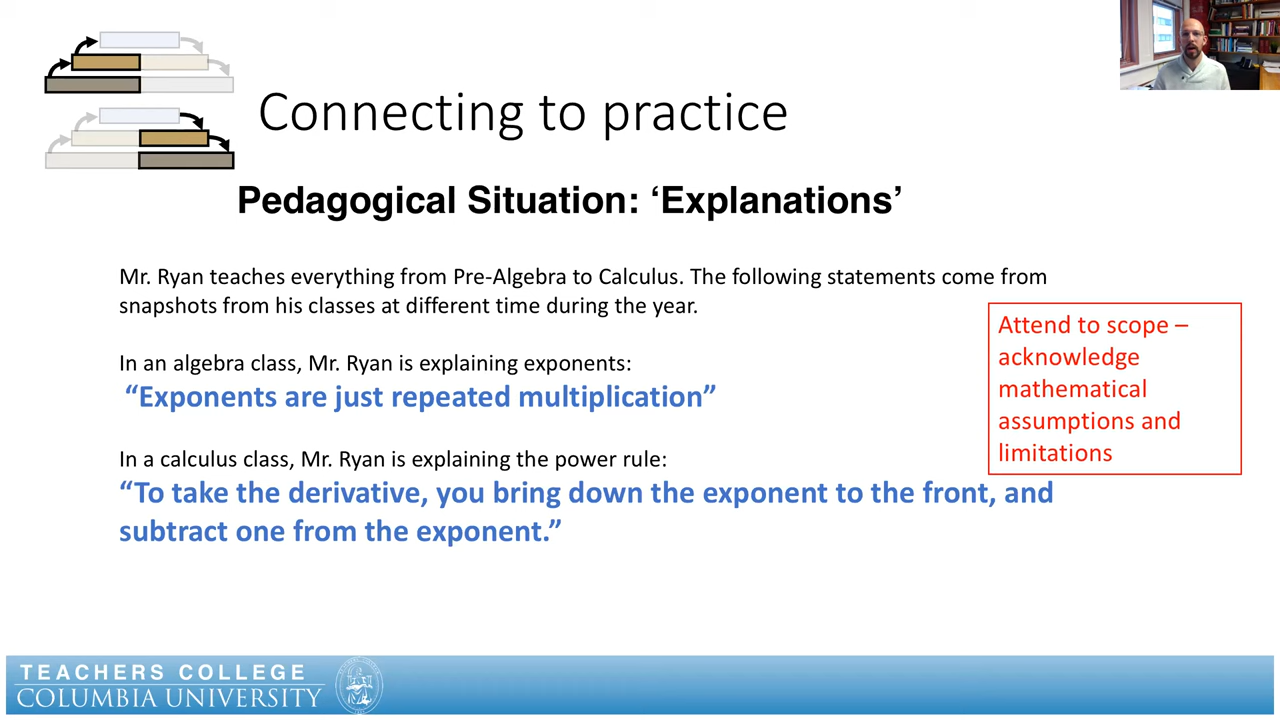 Connecting to practice
Pedagogical Situation: ‘Explanations’
Mr. Ryan teaches everything from Pre-Algebra to Calculus. The following statements come from
snapshots from his classes at different time during the year.
Attend to scope –
acknowledge
mathematical
assumptions and
limitations
In an algebra class, Mr. Ryan is explaining exponents:
“Exponents are just repeated multiplication”
In a calculus class, Mr. Ryan is explaining the power rule:
“To take the derivative, you bring down the exponent to the front, and
subtract one from the exponent.”
TEACHERS COLLEGE
COLUMBIA UNIVERSITY